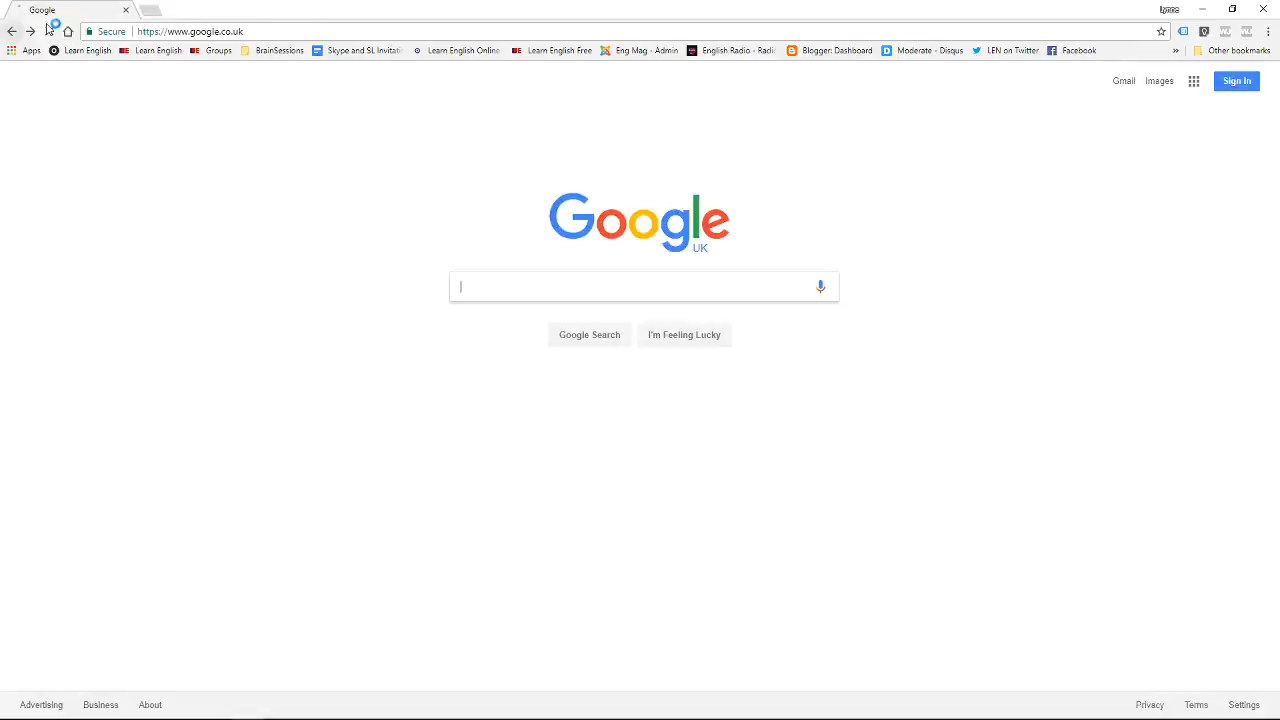 Google
Lynne
Secure | https://www.google.co.uk
Apps Learn English Learn English Groups BrainSessions Skype and SL Invitati Learn English Online Learn English Free Eng Mag - Admin English Radio - Radi Blogger: Dashboard Moderate - Disqus LEN on Twitter Facebook » Other bookmarks
Gmail Images Sign in
Google
UK
Google Search I'm Feeling Lucky
Advertising Business About Privacy Terms Settings